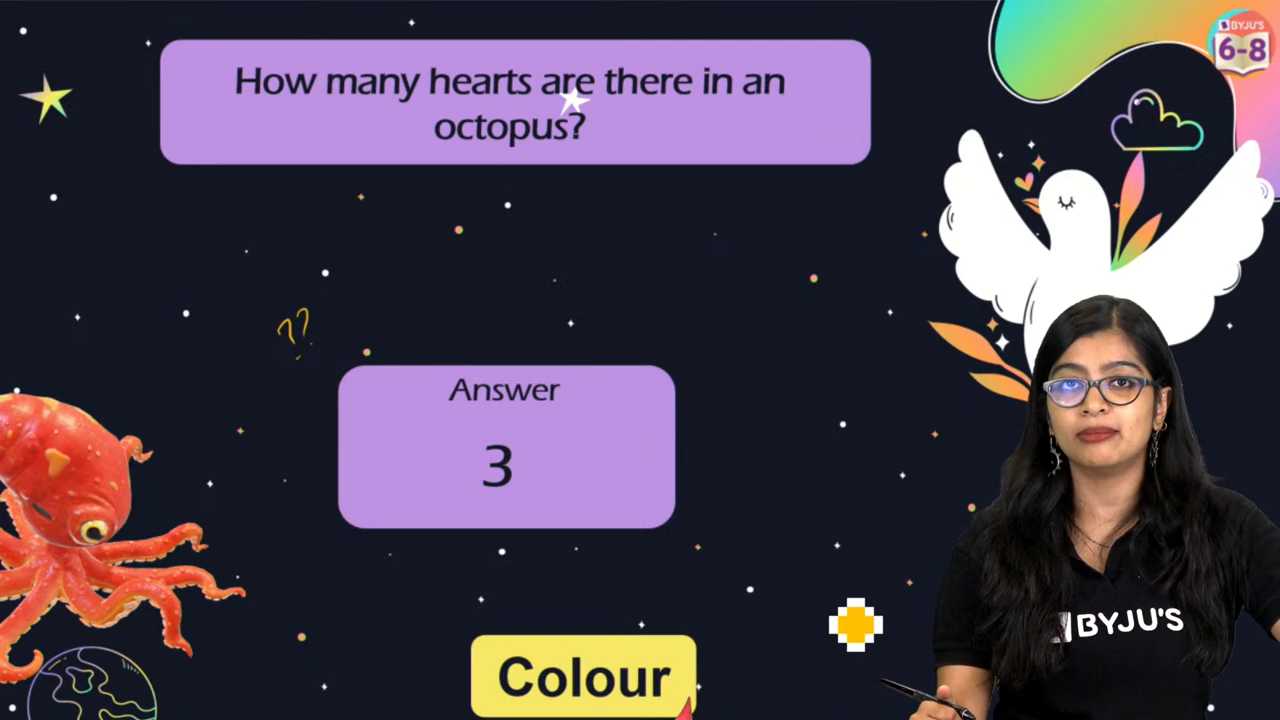 BYJU'S
6-8
How many hearts are there in an
octopus?
??
Answer
3
Colour
BYJU'S